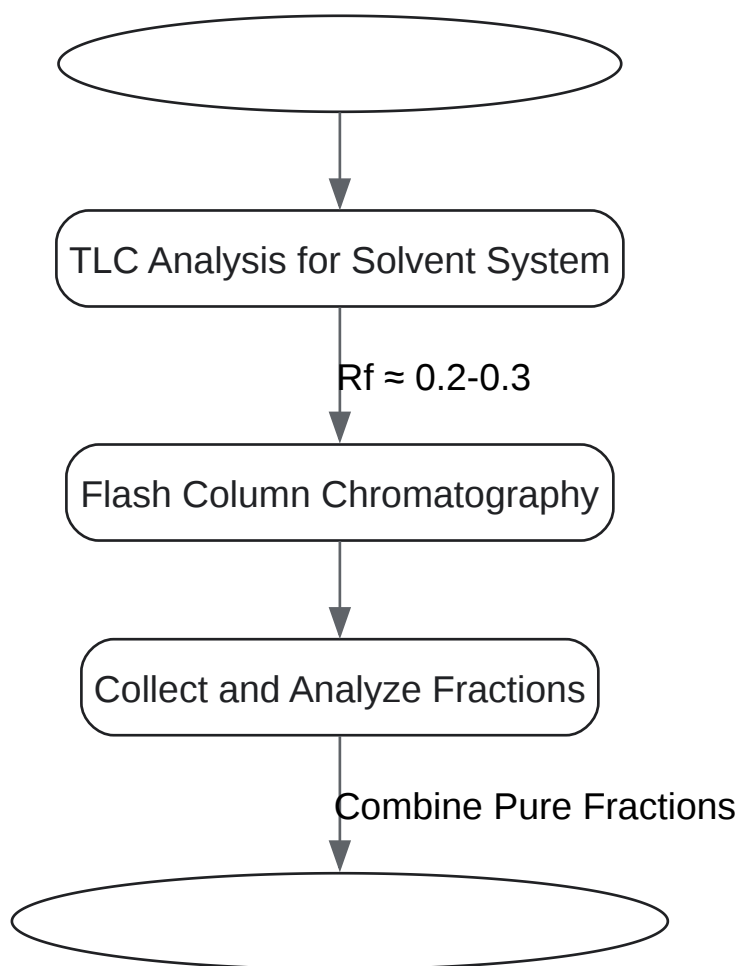 TLC Analysis for Solvent System
Rf ≈ 0.2-0.3
Flash Column Chromatography
Collect and Analyze Fractions
Combine Pure Fractions